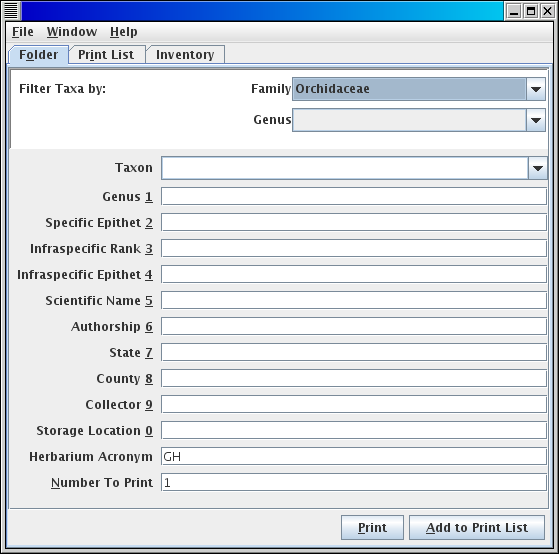 File Window Help
Folder Print List Inventory
Filter Taxa by: Family Orchidaceae
Genus
Taxon
Genus 1
Specific Epithet 2
Infraspecific Rank 3
Infraspecific Epithet 4
Scientific Name 5
Authorship 6
State 7
County 8
Collector 9
Storage Location 0
Herbarium Acronym GH
Number To Print 1
Print Add to Print List